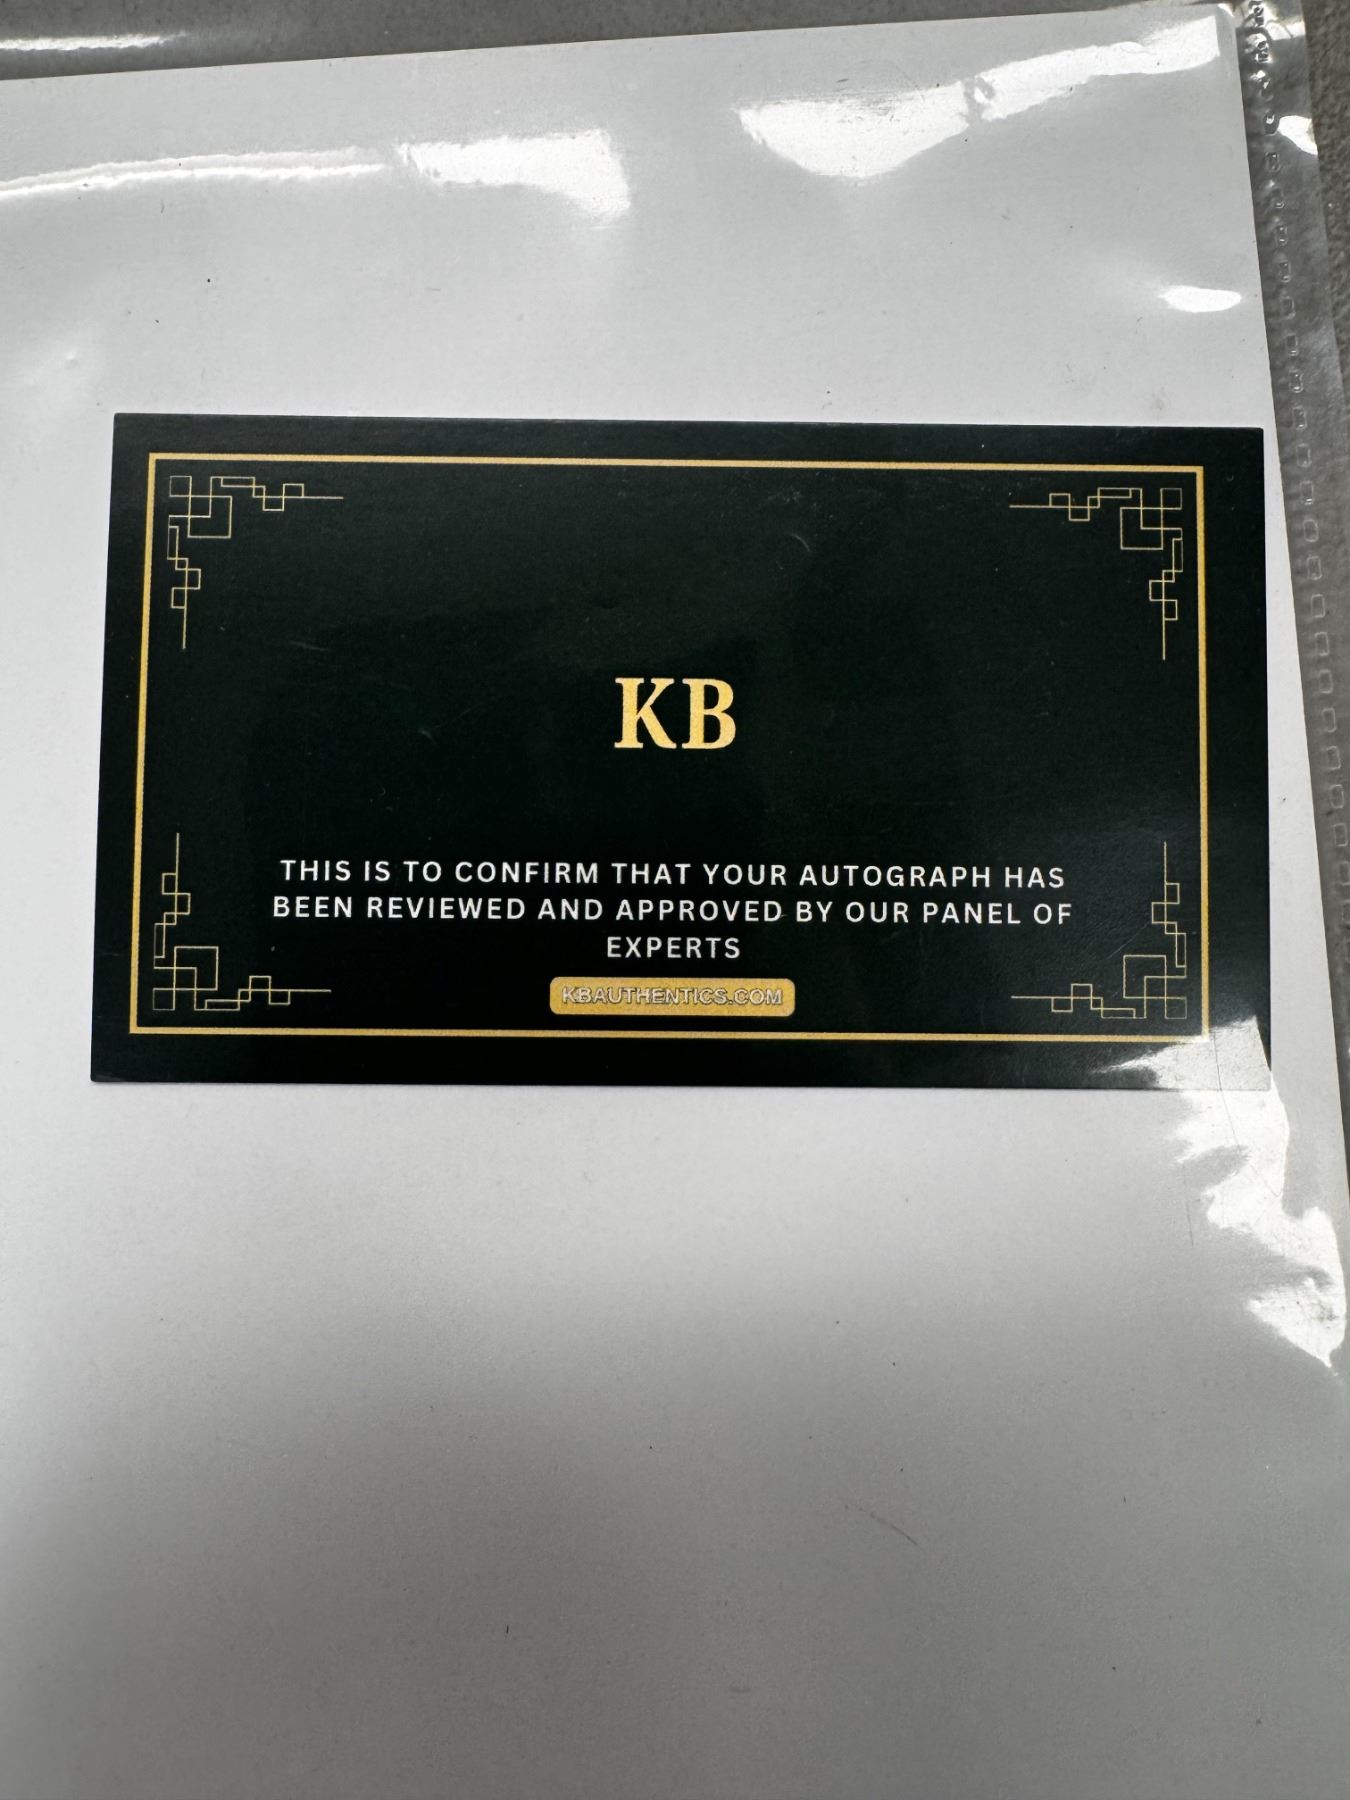 KB
THIS IS TO CONFIRM THAT YOUR AUTOGRAPH HAS
BEEN REVIEWED AND APPROVED BY OUR PANEL OF
EXPERTS
KBAUTHENTICS.COM